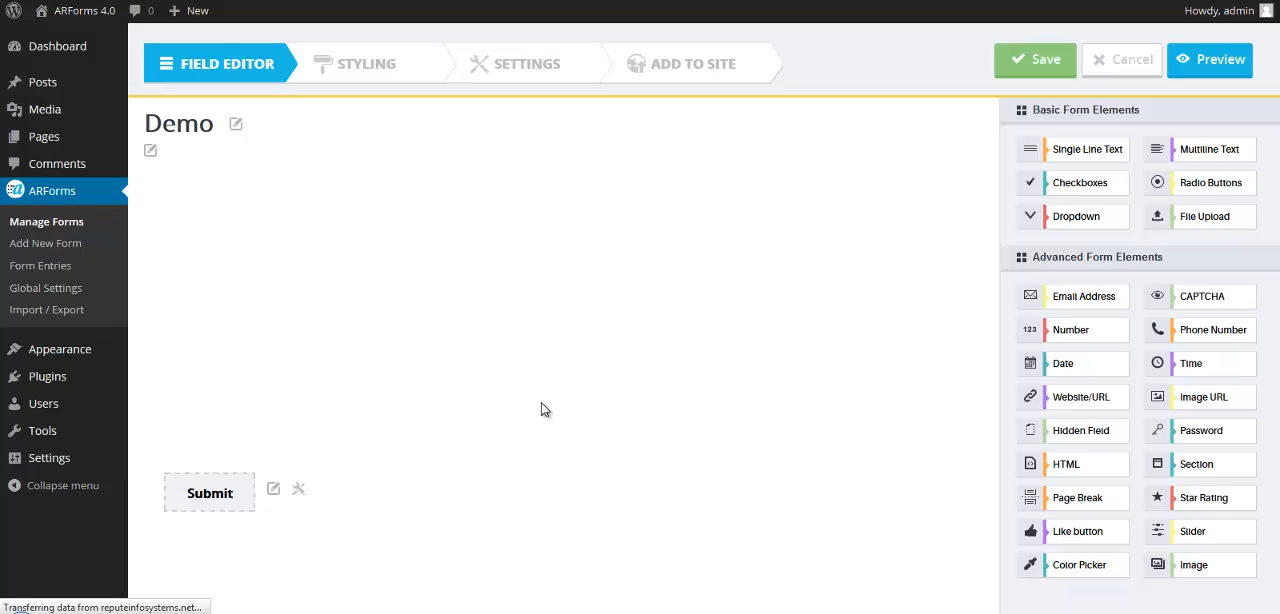 ARForms 4.0 0 New Howdy, admin
Dashboard
Posts
Media
Pages
Comments
ARForms
Manage Forms
Add New Form
Form Entries
Global Settings
Import / Export
Appearance
Plugins
Users
Tools
Settings
Collapse menu
FIELD EDITOR STYLING SETTINGS ADD TO SITE Save Cancel Preview
Demo
Submit
Basic Form Elements
Single Line Text Multiline Text
Checkboxes Radio Buttons
Dropdown File Upload
Advanced Form Elements
Email Address CAPTCHA
123 Number Phone Number
Date Time
Website/URL Image URL
Hidden Field Password
HTML Section
Page Break Star Rating
Like button Slider
Color Picker Image
Transferring data from reputeinfosystems.net...